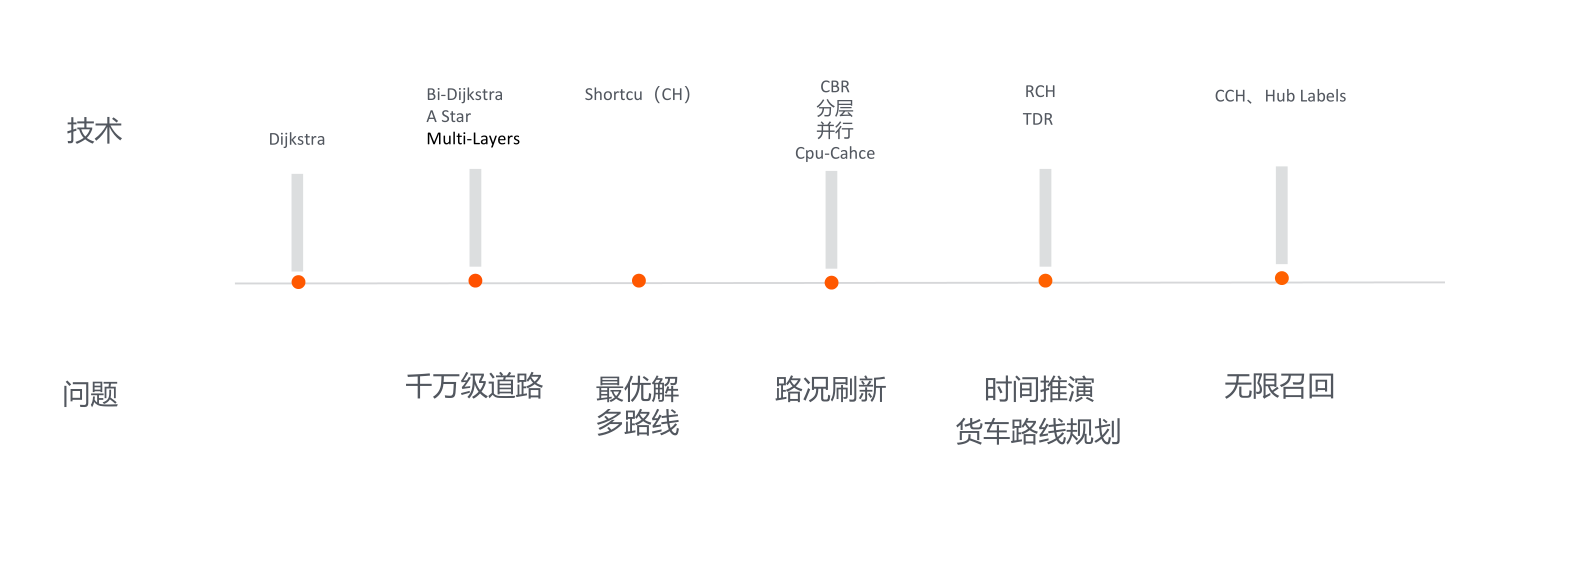 技术
Dijkstra
Bi-Dijkstra
A Star
Multi-Layers
Shortcu（CH）
CBR
分层
并行
Cpu-Cahce
RCH
TDR
CCH、Hub Labels
问题
千万级道路
最优解
多路线
路况刷新
时间推演
货车路线规划
无限召回